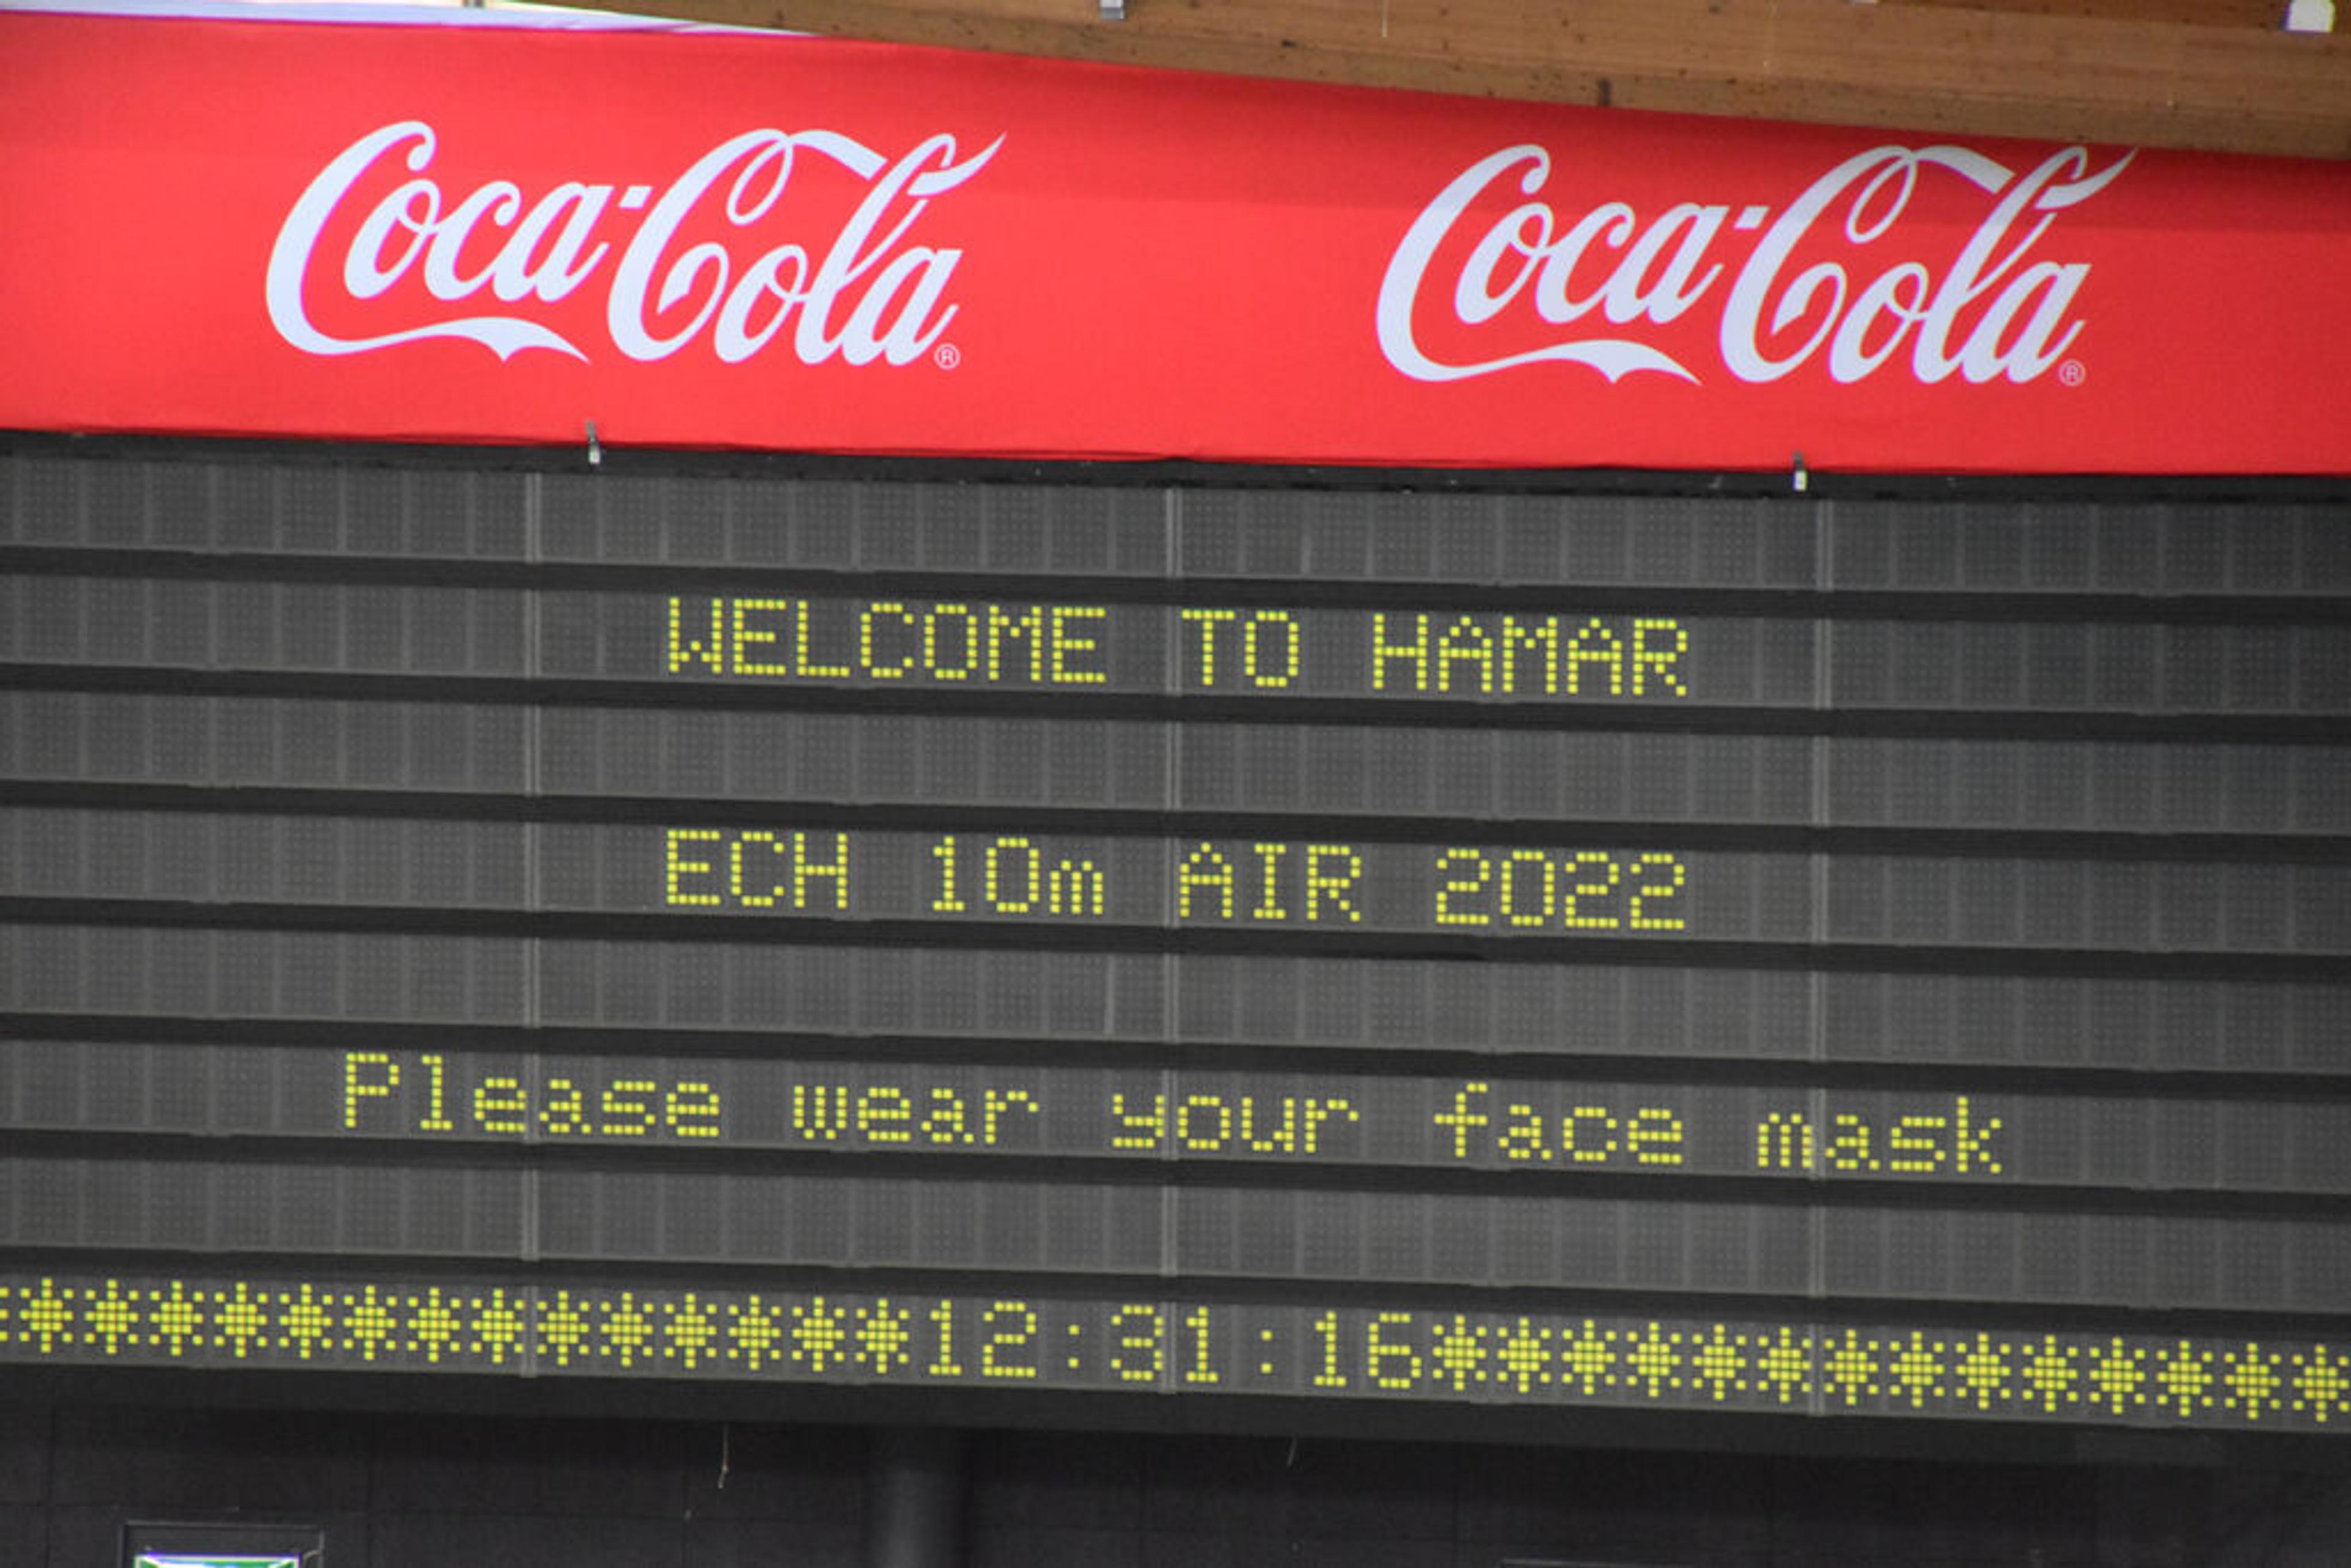 Coca-Cola® Coca-Cola®
WELCOME TO HAMAR
ECH 10m AIR 2022
Please wear your face mask
**************12:31:16**************